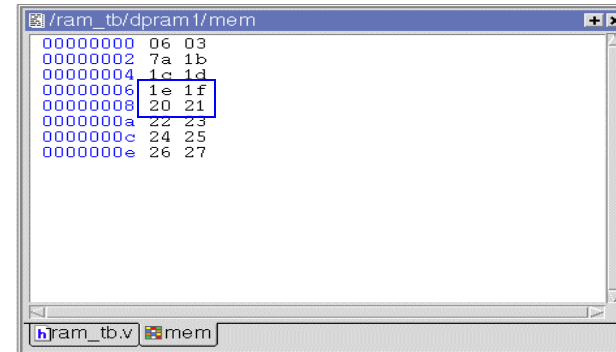 /ram_tb/dpram1/mem
00000000 06 03
00000002 7a 1b
00000004 1c 1d
00000006 1e 1f
00000008 20 21
0000000a 22 23
0000000c 24 25
0000000e 26 27
ram_tb.v mem